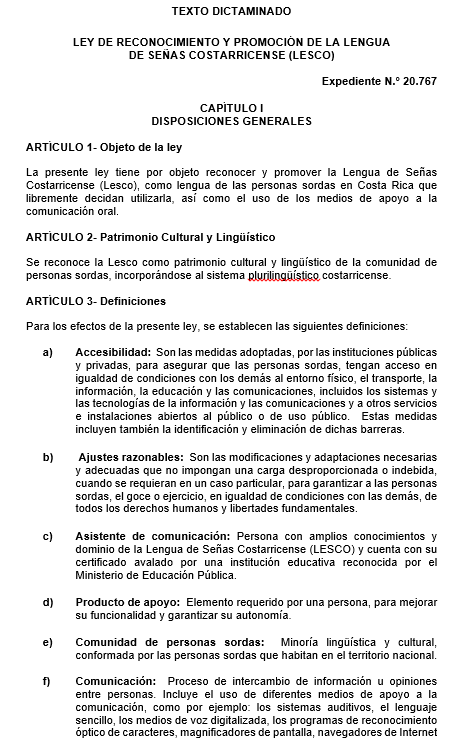 TEXTO DICTAMINADO
LEY DE RECONOCIMIENTO Y PROMOCIÓN DE LA LENGUA
DE SEÑAS COSTARRICENSE (LESCO)
Expediente N.º 20.767
CAPÍTULO I
DISPOSICIONES GENERALES
ARTÍCULO 1- Objeto de la ley
La presente ley tiene por objeto reconocer y promover la Lengua de Señas
Costarricense (Lesco), como lengua de las personas sordas en Costa Rica que
libremente decidan utilizarla, así como el uso de los medios de apoyo a la
comunicación oral.
ARTÍCULO 2- Patrimonio Cultural y Lingüístico
Se reconoce la Lesco como patrimonio cultural y lingüístico de la comunidad de
personas sordas, incorporándose al sistema plurilingüístico costarricense.
ARTÍCULO 3- Definiciones
Para los efectos de la presente ley, se establecen las siguientes definiciones:
a) Accesibilidad: Son las medidas adoptadas, por las instituciones públicas
y privadas, para asegurar que las personas sordas, tengan acceso en
igualdad de condiciones con los demás al entorno físico, el transporte, la
información, la educación y las comunicaciones, incluidos los sistemas y
las tecnologías de la información y las comunicaciones y a otros servicios
e instalaciones abiertos al público o de uso público. Estas medidas
incluyen también la identificación y eliminación de dichas barreras.
b) Ajustes razonables: Son las modificaciones y adaptaciones necesarias
y adecuadas que no impongan una carga desproporcionada o indebida,
cuando se requieran en un caso particular, para garantizar a las personas
sordas, el goce o ejercicio, en igualdad de condiciones con las demás, de
todos los derechos humanos y libertades fundamentales.
c) Asistente de comunicación: Persona con amplios conocimientos y
dominio de la Lengua de Señas Costarricense (LESCO) y cuenta con su
certificado avalado por una institución educativa reconocida por el
Ministerio de Educación Pública.
d) Producto de apoyo: Elemento requerido por una persona, para mejorar
su funcionalidad y garantizar su autonomía.
e) Comunidad de personas sordas: Minoría lingüística y cultural,
conformada por las personas sordas que habitan en el territorio nacional.
f) Comunicación: Proceso de intercambio de información u opiniones
entre personas. Incluye el uso de diferentes medios de apoyo a la
comunicación, como por ejemplo: los sistemas auditivos, el lenguaje
sencillo, los medios de voz digitalizada, los programas de reconocimiento
óptico de caracteres, magnificadores de pantalla, navegadores de Internet